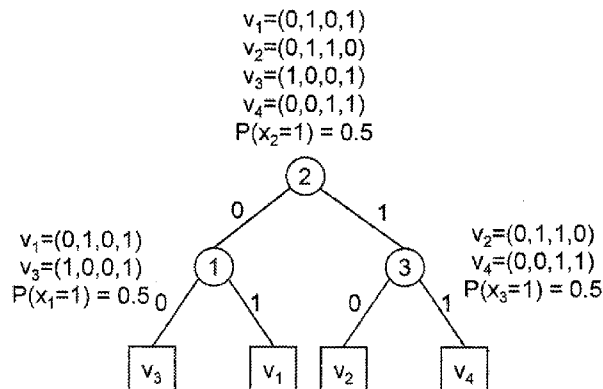 v₁=(0,1,0,1)
v₂=(0,1,1,0)
v₃=(1,0,0,1)
v₄=(0,0,1,1)
P(x₂=1) = 0.5
2
0
1
v₁=(0,1,0,1)
v₃=(1,0,0,1)
P(x₁=1) = 0.5
1
3
v₂=(0,1,1,0)
v₄=(0,0,1,1)
P(x₃=1) = 0.5
0
1
0
1
v₃
v₁
v₂
v₄